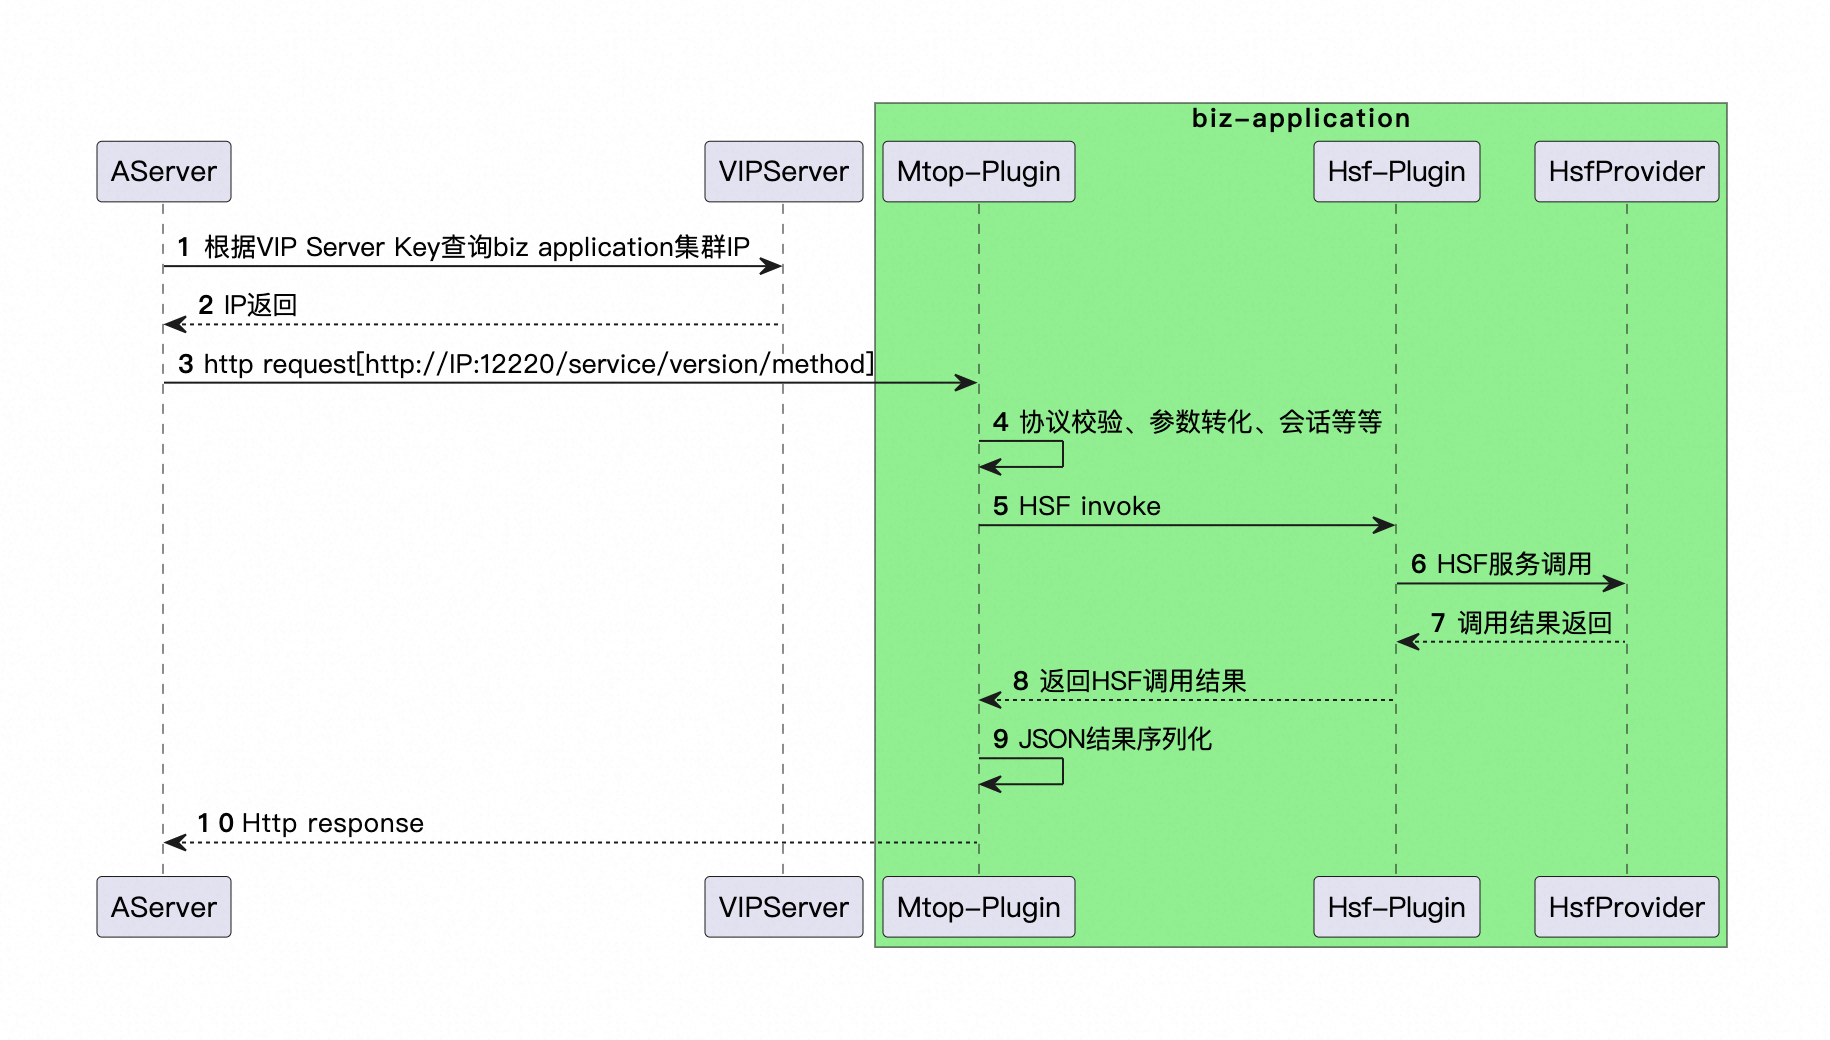 biz-application
AServer
VIPServer
Mtop-Plugin
Hsf-Plugin
HsfProvider
1 根据VIP Server Key查询biz application集群IP
2 IP返回
3 http request[http://IP:12220/service/version/method]
4 协议校验、参数转化、会话等等
5 HSF invoke
6 HSF服务调用
7 调用结果返回
8 返回HSF调用结果
9 JSON结果序列化
10 Http response
AServer
VIPServer
Mtop-Plugin
Hsf-Plugin
HsfProvider